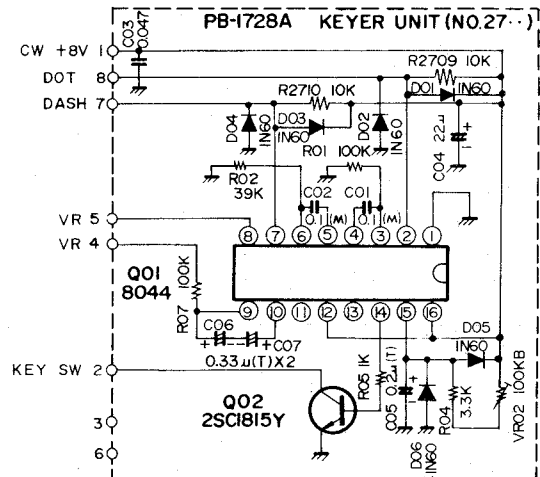 PB-1728A KEYER UNIT (NO.27··)
C03
0.047
CW +8V 1
DOT 8
DASH 7
R2709 10K
D01 IN60
R2710 10K
D04
IN60
D03
IN60
D02
IN60
R01
100K
C04 22μ
+
R02
39K
C02
0.1 (M)
C01
0.1 (M)
VR 5
VR 4
8 7 6 5 4 3 2 1
Q01
8044
R07 100K
9 10 11 12 13 14 15 16
C06
+
C07
+
0.33μ(T)X2
D05
IN60
KEY SW 2
R05 1K
C05 0.2μ(T)
+
Q02
2SC1815Y
D06
IN60
R04
3.3K
VR02 100KB
3
6